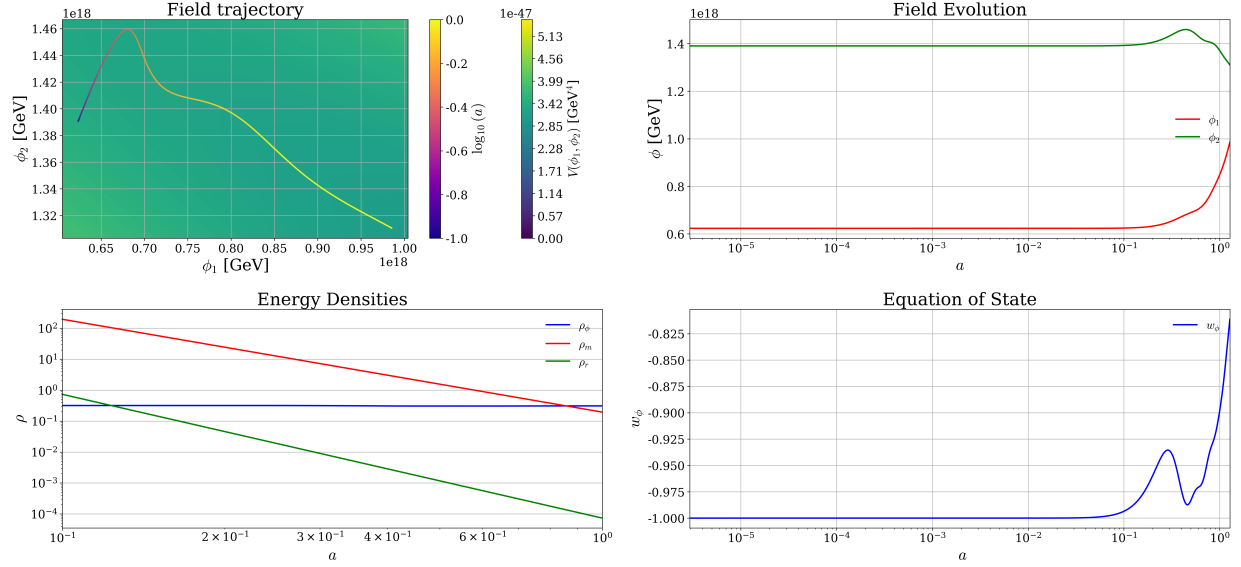 Field trajectory
1e18
1.46
1.44
1.42
1.40
1.38
1.36
1.34
1.32
ϕ₂ [GeV]
0.65
0.70
0.75
0.80
0.85
0.90
0.95
1.00
1e18
ϕ₁ [GeV]
0.0
-0.2
-0.4
-0.6
-0.8
-1.0
log₁₀(a)
1e-47
5.13
4.56
3.99
3.42
2.85
2.28
1.71
1.14
0.57
0.00
V(ϕ₁, ϕ₂) [GeV⁴]
Field Evolution
1e18
1.4
1.2
1.0
0.8
0.6
ϕ [GeV]
ϕ₁
ϕ₂
10⁻⁵
10⁻⁴
10⁻³
10⁻²
10⁻¹
10⁰
a
Energy Densities
10²
10¹
10⁰
10⁻¹
10⁻²
10⁻³
10⁻⁴
ρ
ρ_ϕ
ρ_m
ρ_r
10⁻¹
2 × 10⁻¹
3 × 10⁻¹
4 × 10⁻¹
6 × 10⁻¹
10⁰
a
Equation of State
-0.825
-0.850
-0.875
-0.900
-0.925
-0.950
-0.975
-1.000
w_ϕ
w_ϕ
10⁻⁵
10⁻⁴
10⁻³
10⁻²
10⁻¹
10⁰
a